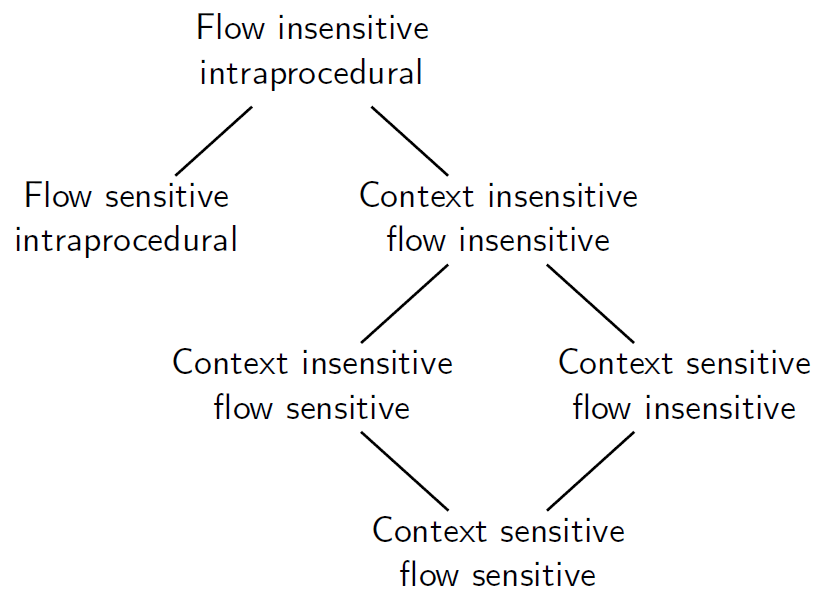 Flow insensitive
intraprocedural
Flow sensitive
intraprocedural
Context insensitive
flow insensitive
Context insensitive
flow sensitive
Context sensitive
flow insensitive
Context sensitive
flow sensitive